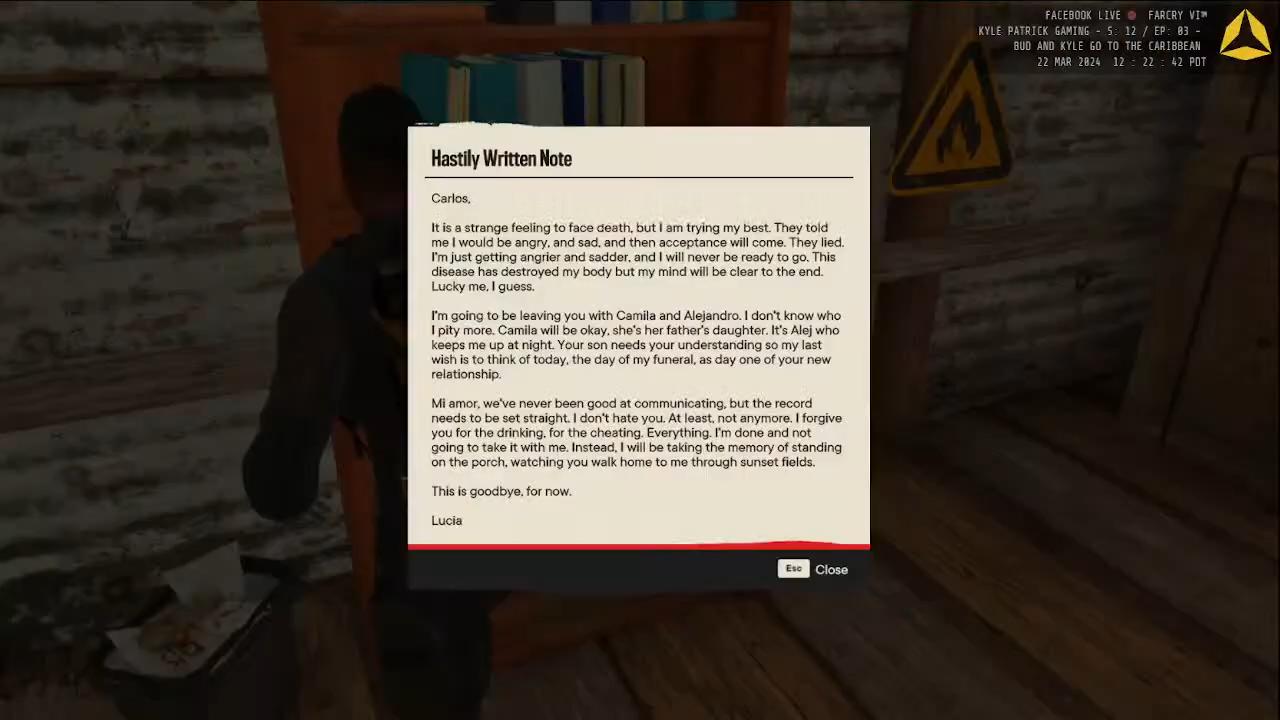 FACEBOOK LIVE FARCRY VI™
KYLE PATRICK GAMING - S: 12 / EP: 03 -
BUD AND KYLE GO TO THE CARIBBEAN
22 MAR 2024 12 : 22 : 42 PDT
Hastily Written Note
Carlos,
It is a strange feeling to face death, but I am trying my best. They told
me I would be angry, and sad, and then acceptance will come. They lied.
I'm just getting angrier and sadder, and I will never be ready to go. This
disease has destroyed my body but my mind will be clear to the end.
Lucky me, I guess.
I'm going to be leaving you with Camila and Alejandro. I don't know who
I pity more. Camila will be okay, she's her father's daughter. It's Alej who
keeps me up at night. Your son needs your understanding so my last
wish is to think of today, the day of my funeral, as day one of your new
relationship.
Mi amor, we've never been good at communicating, but the record
needs to be set straight. I don't hate you. At least, not anymore. I forgive
you for the drinking, for the cheating. Everything. I'm done and not
going to take it with me. Instead, I will be taking the memory of standing
on the porch, watching you walk home to me through sunset fields.
This is goodbye, for now.
Lucia
Esc Close